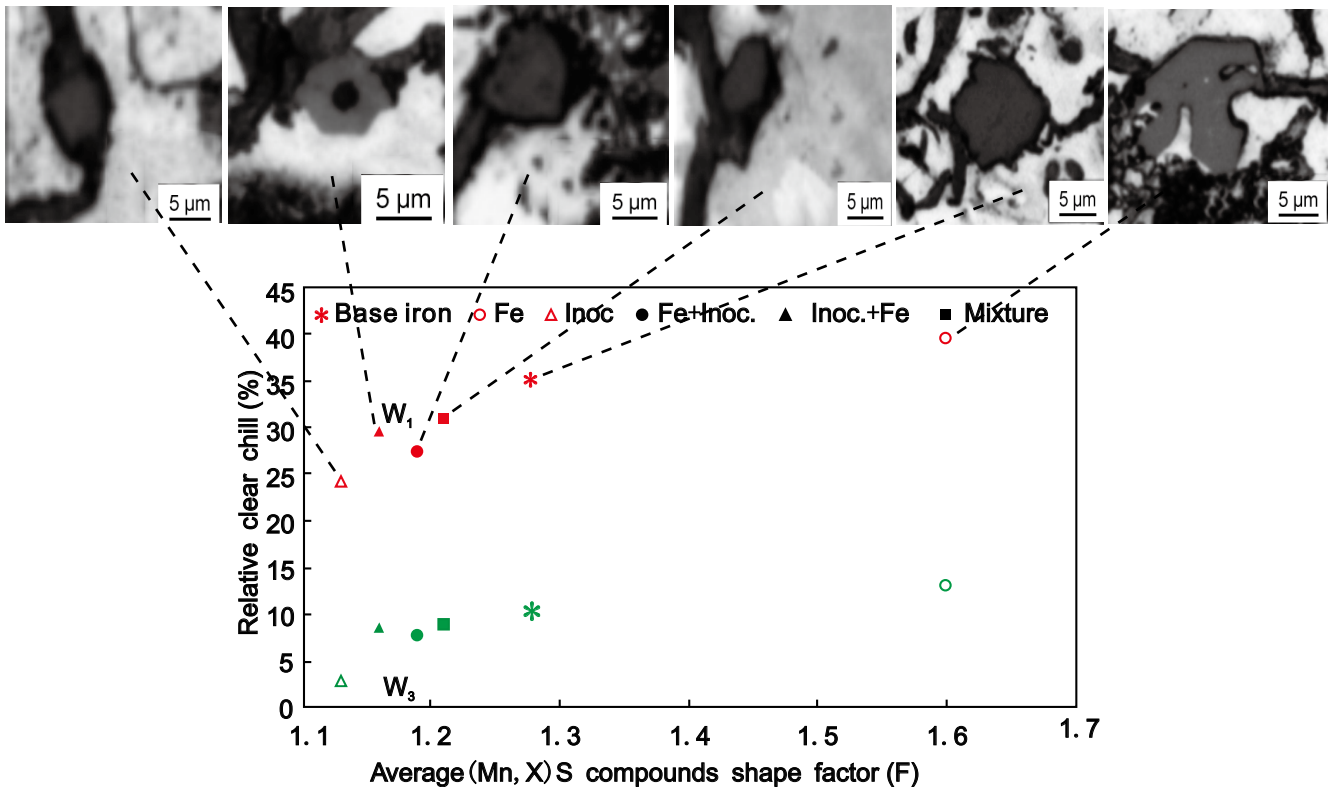 5 µm 5 µm 5 µm 5 µm 5 µm 5 µm
Relative clear chill (%)
45
40
35
30
25
20
15
10
5
0
Base iron Fe Inoc Fe+Inoc. Inoc.+Fe Mixture
W1
W3
1.1 1.2 1.3 1.4 1.5 1.6 1.7
Average (Mn, X) S compounds shape factor (F)